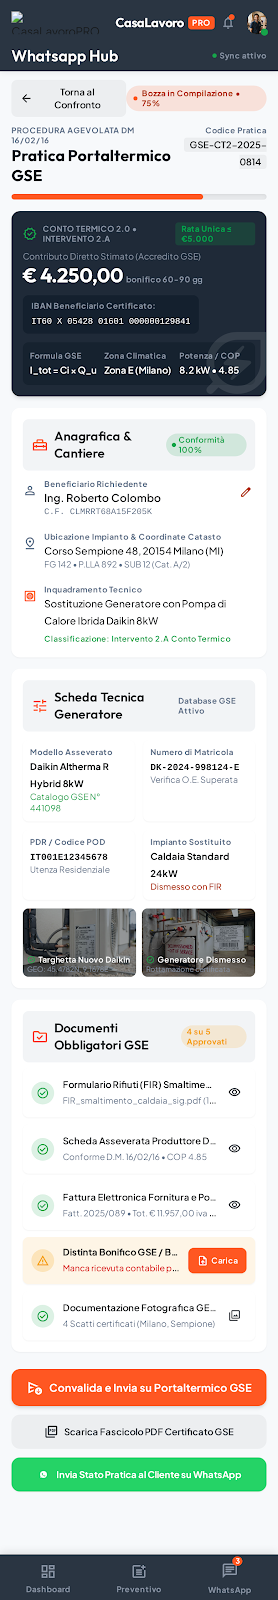 CasaLavoroPRO
CasaLavoro PRO
Whatsapp Hub
Sync attivo
Torna al
Confronto
Bozza in Compilazione •
75%
PROCEDURA AGEVOLATA DM
16/02/16
Pratica Portaltermico
GSE
Codice Pratica
GSE-CT2-2025-
0814
CONTO TERMICO 2.0 •
INTERVENTO 2.A
Rata Unica ≤
€5.000
Contributo Diretto Stimato (Accredito GSE)
€ 4.250,00 bonifico 60-90 gg
IBAN Beneficiario Certificato:
IT60 X 05428 01601 000000129841
Formula GSE
I_tot = Ci × Q_u
Zona Climatica
Zona E (Milano)
Potenza / COP
8.2 kW • 4.85
Anagrafica &
Cantiere
Conformità
100%
Beneficiario Richiedente
Ing. Roberto Colombo
C.F. CLMRRT68A15F205K
Ubicazione Impianto & Coordinate Catasto
Corso Sempione 48, 20154 Milano (MI)
FG 142 • P.LLA 892 • SUB 12 (Cat. A/2)
Inquadramento Tecnico
Sostituzione Generatore con Pompa di
Calore Ibrida Daikin 8kW
Classificazione: Intervento 2.A Conto Termico
Scheda Tecnica
Generatore
Database GSE
Attivo
Modello Asseverato
Daikin Altherma R
Hybrid 8kW
Catalogo GSE N°
441098
Numero di Matricola
DK-2024-998124-E
Verifica O.E. Superata
PDR / Codice POD
IT001E12345678
Utenza Residenziale
Impianto Sostituito
Caldaia Standard
24kW
Dismesso con FIR
Targhetta Nuovo Daikin
Generatore Dismesso
Rottamazione certificata
Documenti
Obbligatori GSE
4 su 5
Approvati
Formulario Rifiuti (FIR) Smaltime...
FIR_smaltimento_caldaia_sig.pdf (1...
Scheda Asseverata Produttore D...
Conforme D.M. 16/02/16 • COP 4.85
Fattura Elettronica Fornitura e Po...
Fatt. 2025/089 • Tot. € 11.957,00 iva ...
Distinta Bonifico GSE / B...
Manca ricevuta contabile p...
Carica
Documentazione Fotografica GE...
4 Scatti certificati (Milano, Sempione)
Convalida e Invia su Portaltermico GSE
Scarica Fascicolo PDF Certificato GSE
Invia Stato Pratica al Cliente su WhatsApp
3
Dashboard
Preventivo
WhatsApp